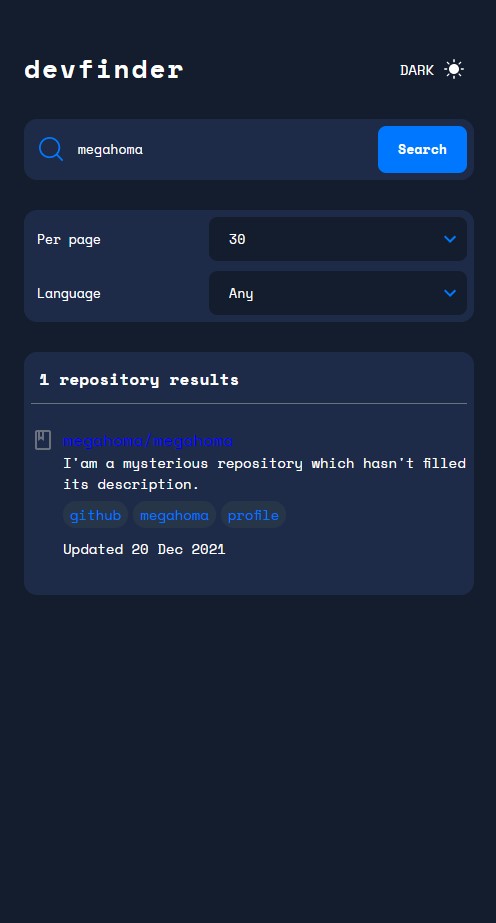 devfinder
DARK
megahoma
Search
Per page
30
Language
Any
1 repository results
megahoma/megahoma
I'am a mysterious repository which hasn't filled
its description.
github megahoma profile
Updated 20 Dec 2021